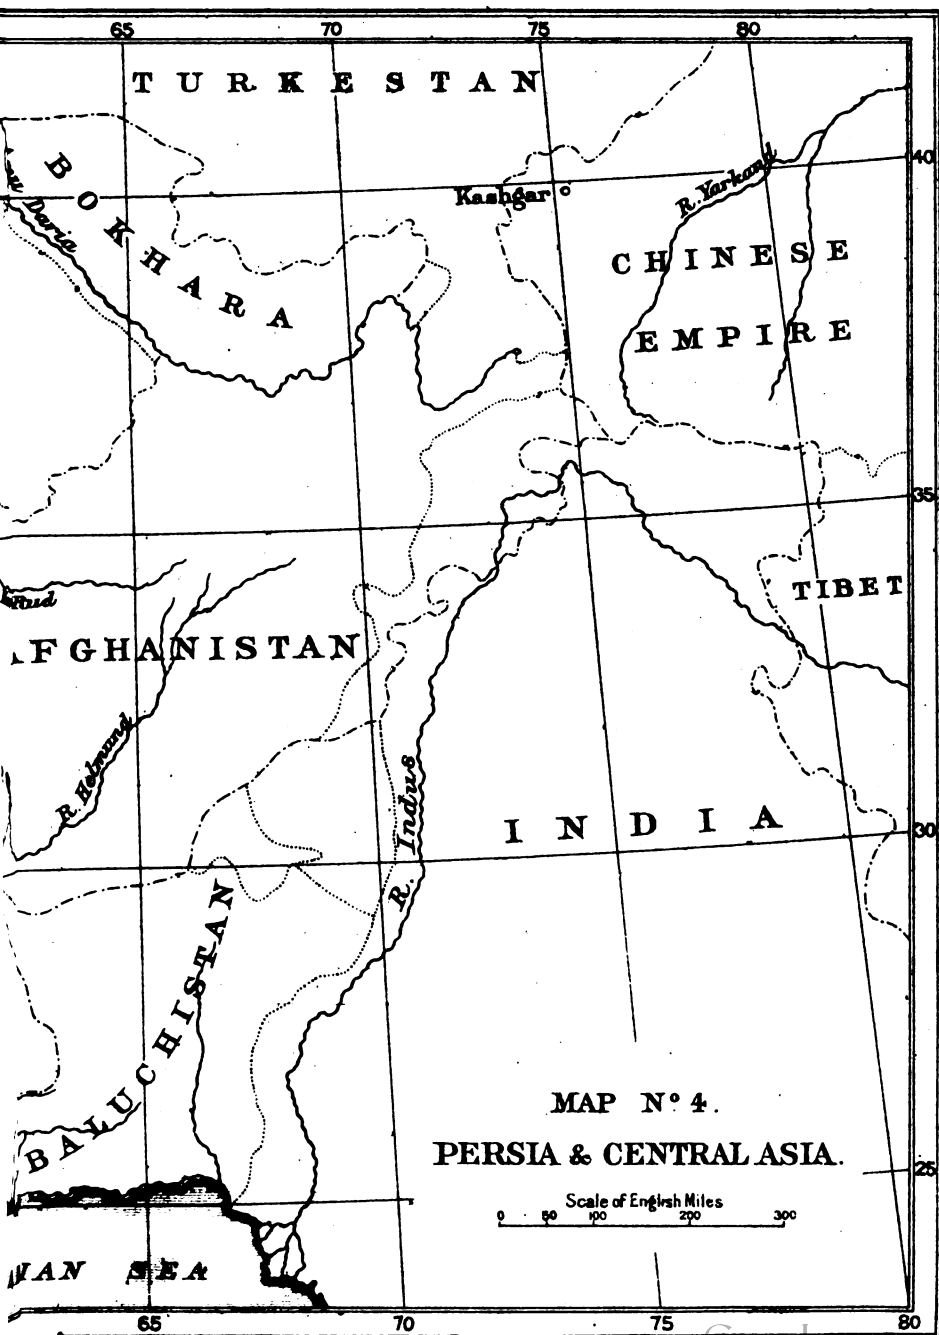 65 70 75 80
TURKESTAN
40
BOKHARA
Daria
Kashgar
R. Yarkand
CHINESE
EMPIRE
35
TIBET
Rud
FGHANISTAN
R. Helmund
R. Indus
INDIA
30
BALUCHISTAN
MAP No 4.
PERSIA & CENTRAL ASIA.
25
Scale of English Miles
0 50 100 200 300
IAN SEA
65 70 75 80